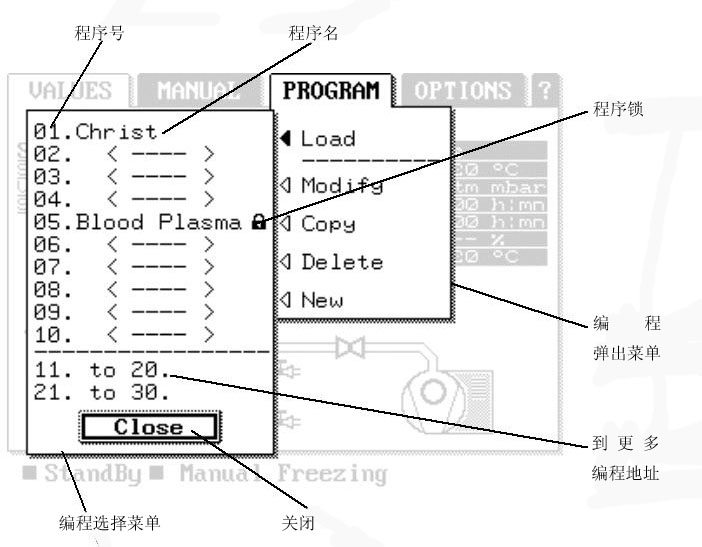 程序号
程序名
VALUES MANUAL PROGRAM OPTIONS ?
程序锁
01.Christ
02. < ---- >
03. < ---- >
04. < ---- >
05.Blood Plasma
06. < ---- >
07. < ---- >
08. < ---- >
09. < ---- >
10. < ---- >
11. to 20.
21. to 30.
Close
Load
Modify
Copy
Delete
New
°C
mbar
h:mn
h:mn
-- %
°C
编 程
弹出菜单
到 更 多
编程地址
StandBy Manual Freezing
编程选择菜单
关闭